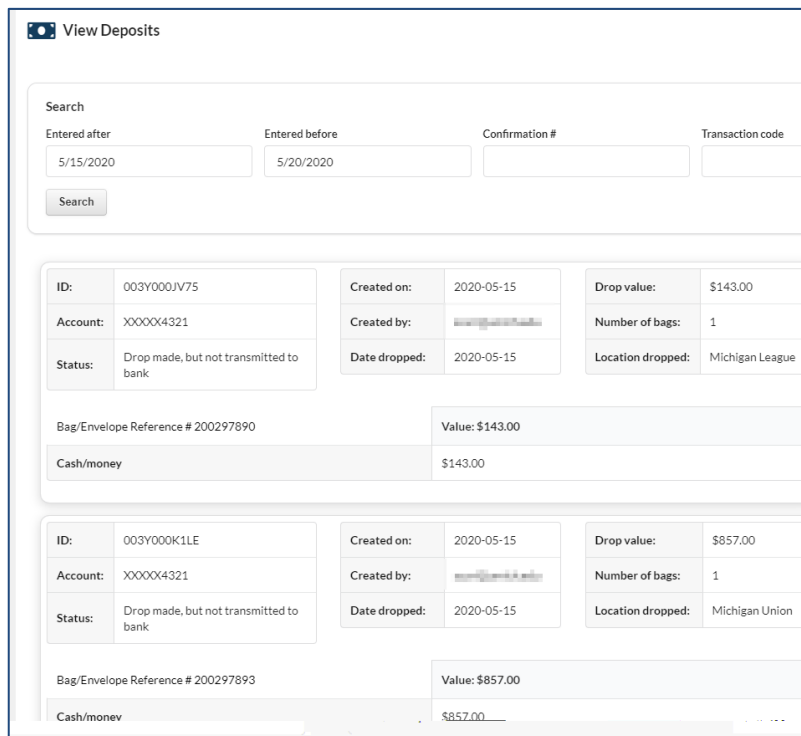 View Deposits
Search
Entered after Entered before Confirmation # Transaction code
5/15/2020 5/20/2020
Search
ID: 003Y000JV75 Created on: 2020-05-15 Drop value: $143.00
Account: XXXXX4321 Created by: Number of bags: 1
Status: Drop made, but not transmitted to bank Date dropped: 2020-05-15 Location dropped: Michigan League
Bag/Envelope Reference # 200297890 Value: $143.00
Cash/money $143.00
ID: 003Y000K1LE Created on: 2020-05-15 Drop value: $857.00
Account: XXXXX4321 Created by: Number of bags: 1
Status: Drop made, but not transmitted to bank Date dropped: 2020-05-15 Location dropped: Michigan Union
Bag/Envelope Reference # 200297893 Value: $857.00
Cash/money $857.00